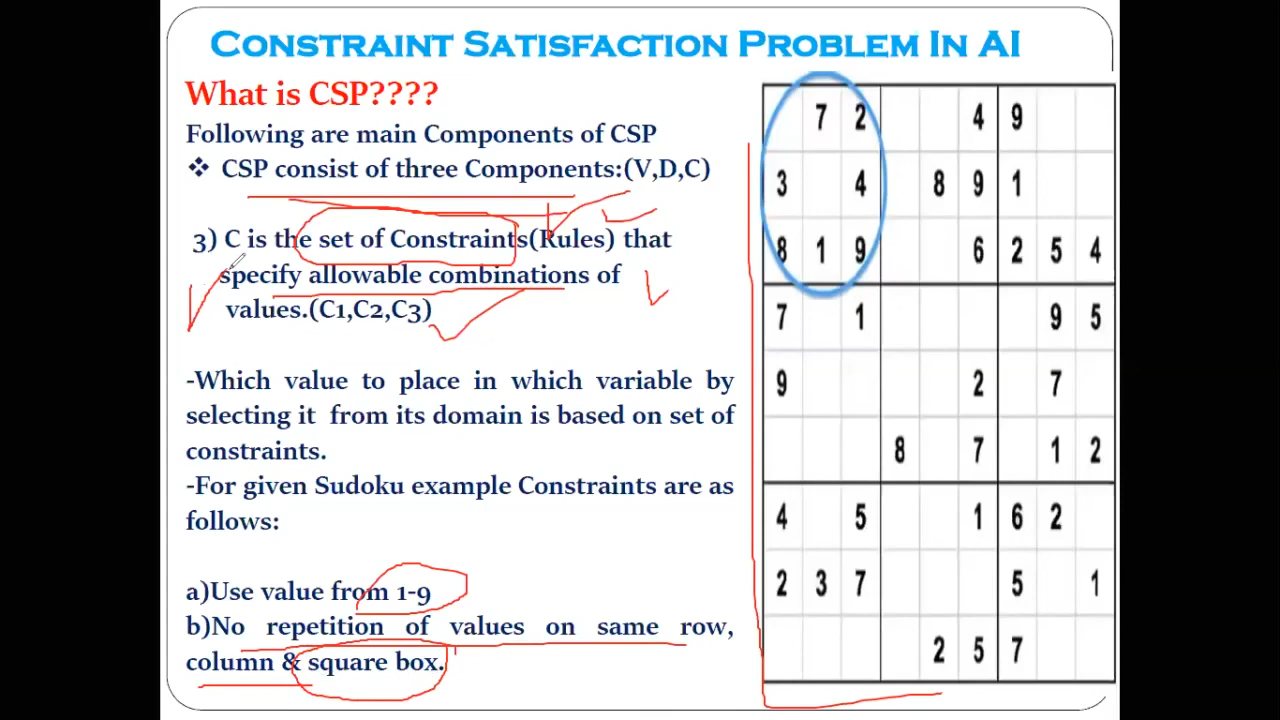 CONSTRAINT SATISFACTION PROBLEM IN AI
What is CSP????
Following are main Components of CSP
❖ CSP consist of three Components:(V,D,C)
3) C is the set of Constraints(Rules) that
specify allowable combinations of
values.(C1,C2,C3)
-Which value to place in which variable by
selecting it from its domain is based on set of
constraints.
-For given Sudoku example Constraints are as
follows:
a)Use value from 1-9
b)No repetition of values on same row,
column & square box.
7 2 4 9
3 4 8 9 1
8 1 9 6 2 5 4
7 1 9 5
9 2 7
8 7 1 2
4 5 1 6 2
2 3 7 5 1
2 5 7